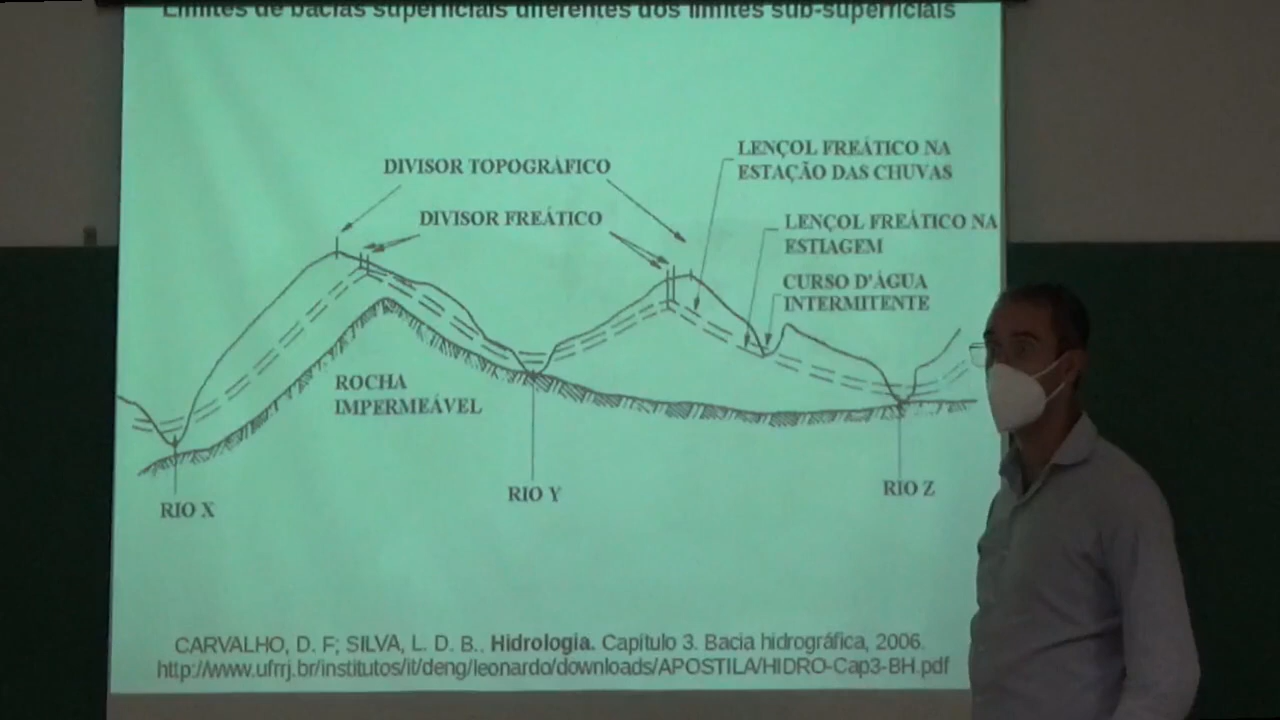 Limites de bacias superficiais diferentes dos limites sub-superficiais
LENÇOL FREÁTICO NA
ESTAÇÃO DAS CHUVAS
DIVISOR TOPOGRÁFICO
DIVISOR FREÁTICO
LENÇOL FREÁTICO NA
ESTIAGEM
CURSO D'ÁGUA
INTERMITENTE
ROCHA
IMPERMEÁVEL
RIO X
RIO Y
RIO Z
CARVALHO, D. F; SILVA, L. D. B.. Hidrologia. Capítulo 3. Bacia hidrográfica, 2006.
http://www.ufrrj.br/institutos/it/deng/leonardo/downloads/APOSTILA/HIDRO-Cap3-BH.pdf